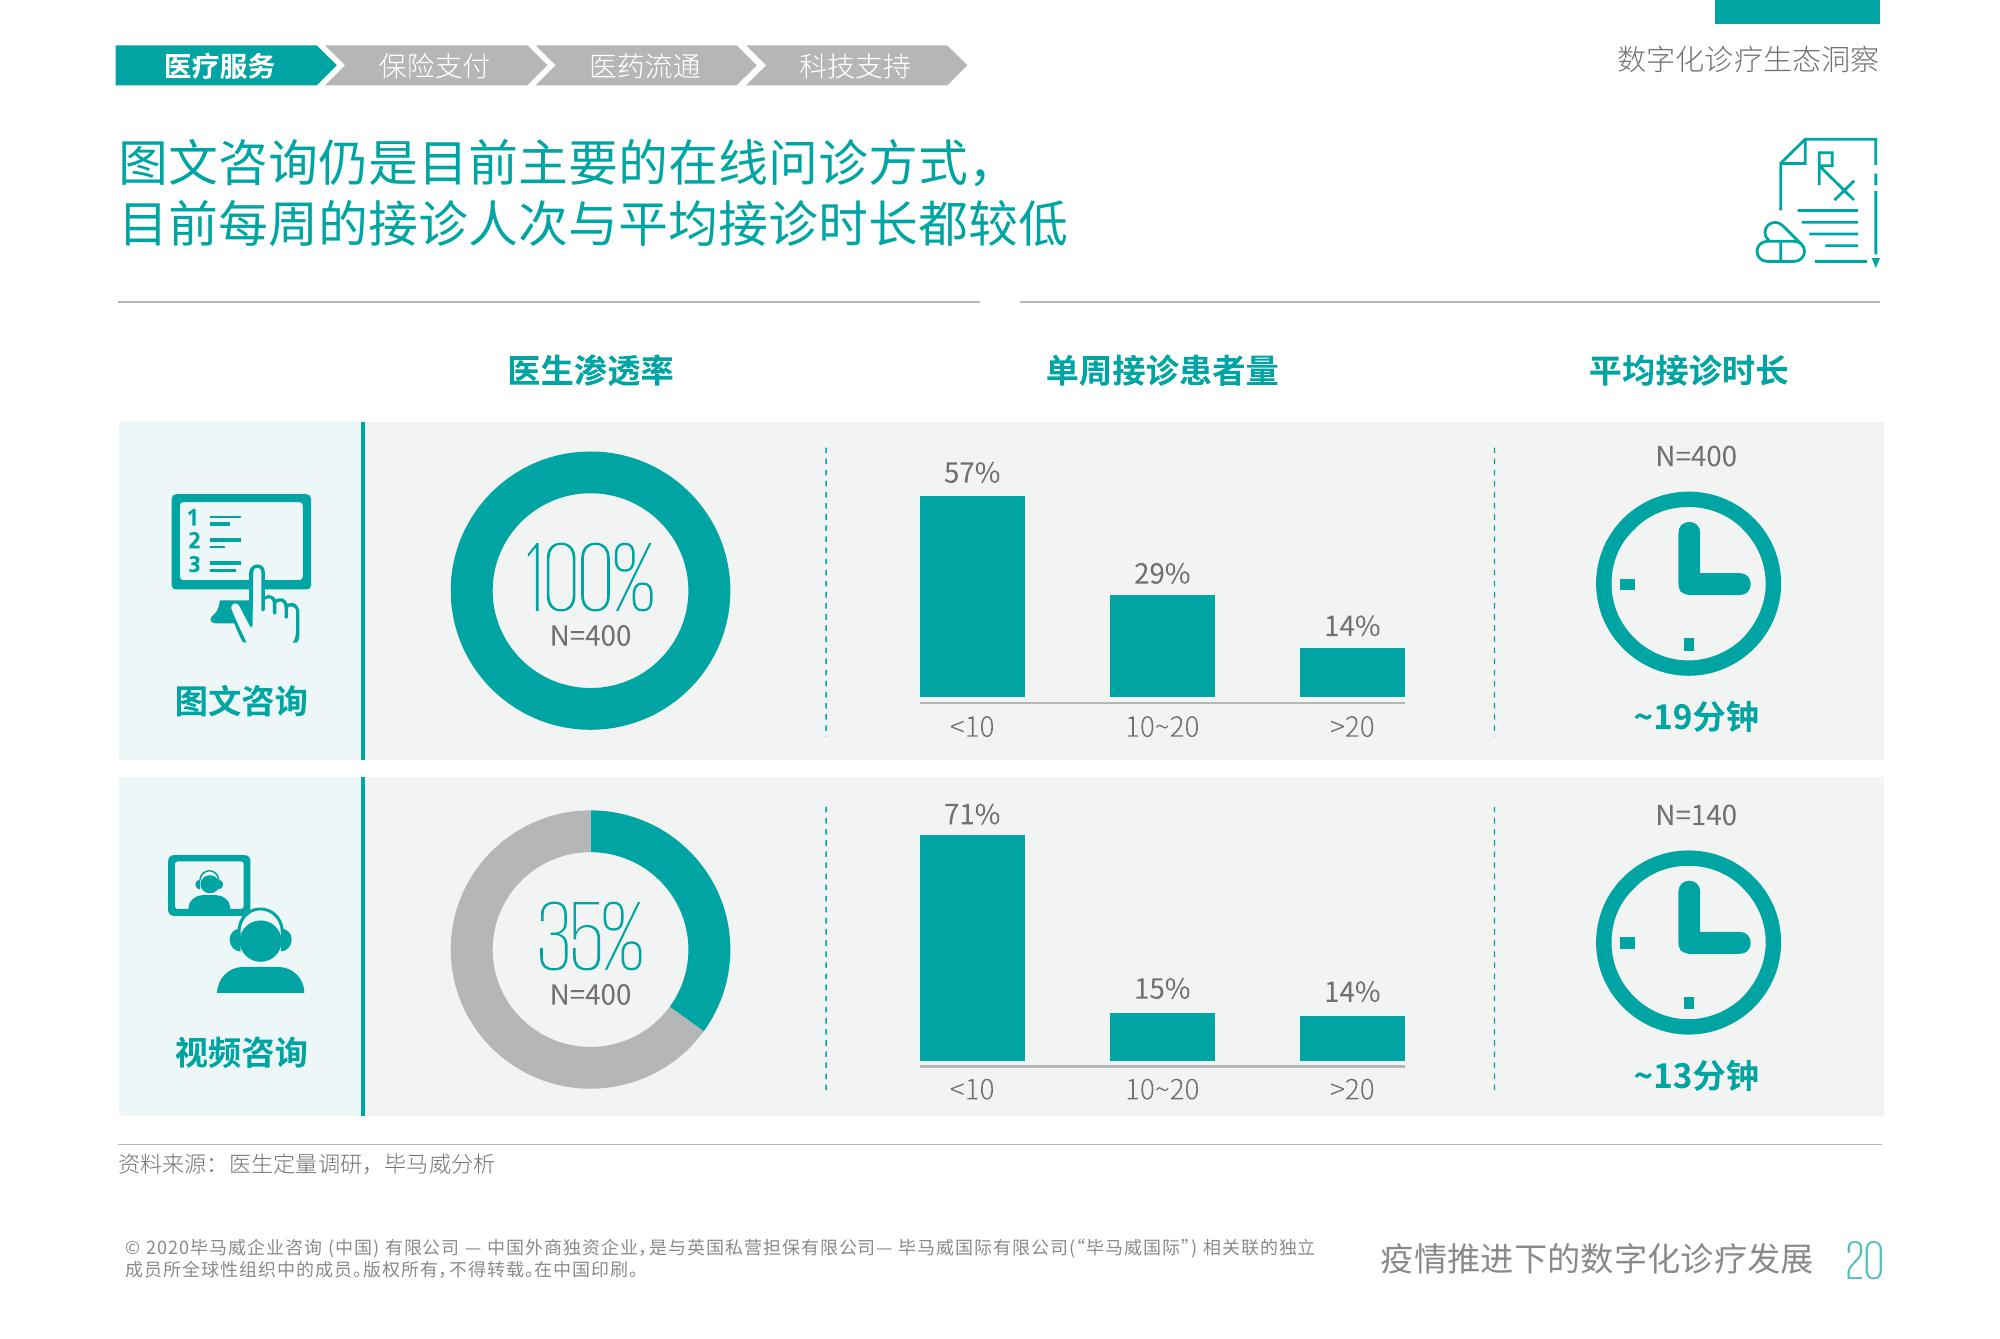 医疗服务
保险支付
医药流通
科技支持
数字化诊疗生态洞察
图文咨询仍是目前主要的在线问诊方式，
目前每周的接诊人次与平均接诊时长都较低
医生渗透率
单周接诊患者量
平均接诊时长
1
2
3
图文咨询
100%
N=400
57%
29%
14%
<10
10~20
>20
N=400
~19分钟
视频咨询
35%
N=400
71%
15%
14%
<10
10~20
>20
N=140
~13分钟
资料来源：医生定量调研，毕马威分析
© 2020毕马威企业咨询 (中国) 有限公司 — 中国外商独资企业，是与英国私营担保有限公司— 毕马威国际有限公司(“毕马威国际”) 相关联的独立
成员所全球性组织中的成员。版权所有，不得转载。在中国印刷。
疫情推进下的数字化诊疗发展
20